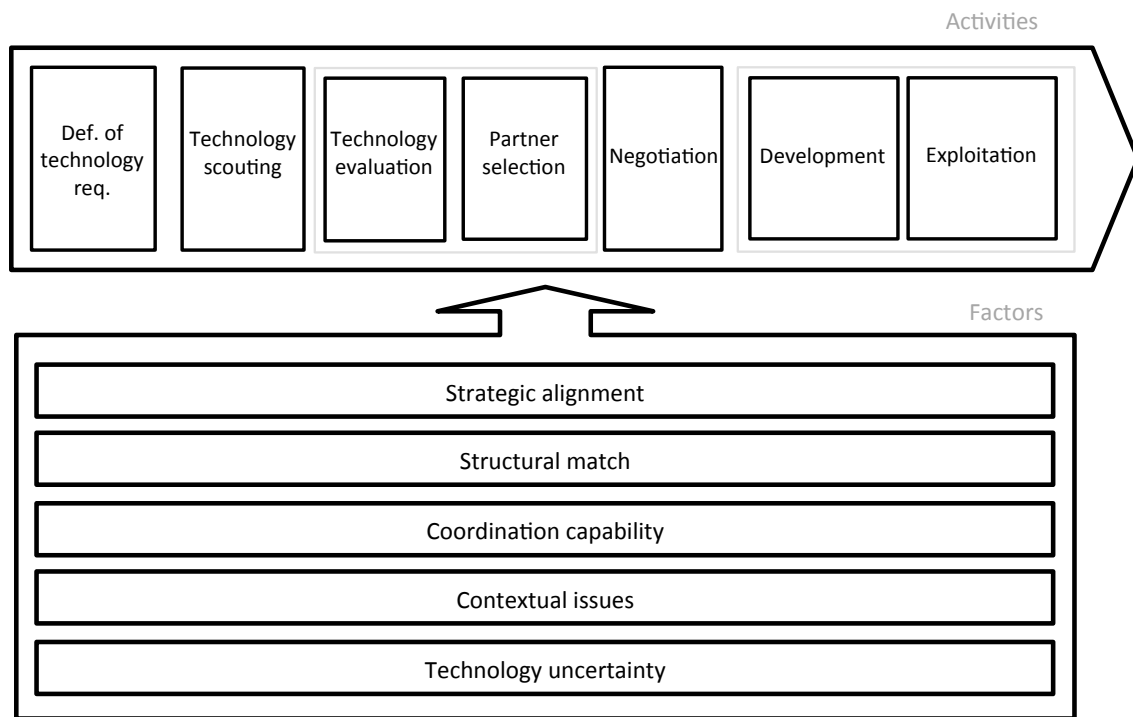 Activities
Def. of
technology
req.
Technology
scouting
Technology
evaluation
Partner
selection
Negotiation
Development
Exploitation
Factors
Strategic alignment
Structural match
Coordination capability
Contextual issues
Technology uncertainty